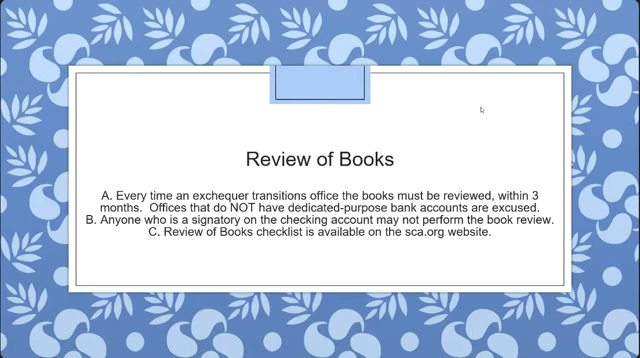 Review of Books
A. Every time an exchequer transitions office the books must be reviewed, within 3
months.  Offices that do NOT have dedicated-purpose bank accounts are excused.
B. Anyone who is a signatory on the checking account may not perform the book review.
C. Review of Books checklist is available on the sca.org website.